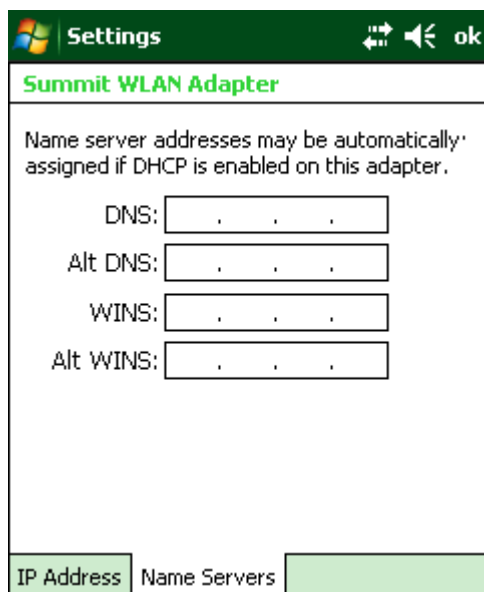 Settings ok
Summit WLAN Adapter
Name server addresses may be automatically
assigned if DHCP is enabled on this adapter.
DNS: . . .
Alt DNS: . . .
WINS: . . .
Alt WINS: . . .
IP Address Name Servers